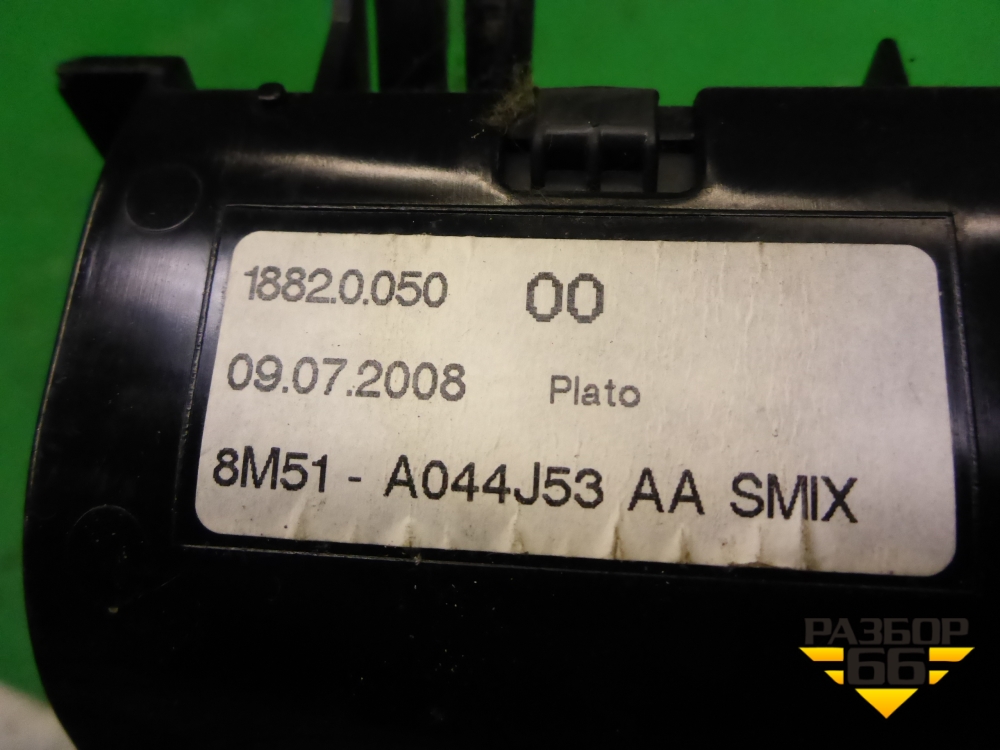 1882.0.050 00
09.07.2008 Plato
8M51 - A044J53 AA SMIX
РАЗБОР
66